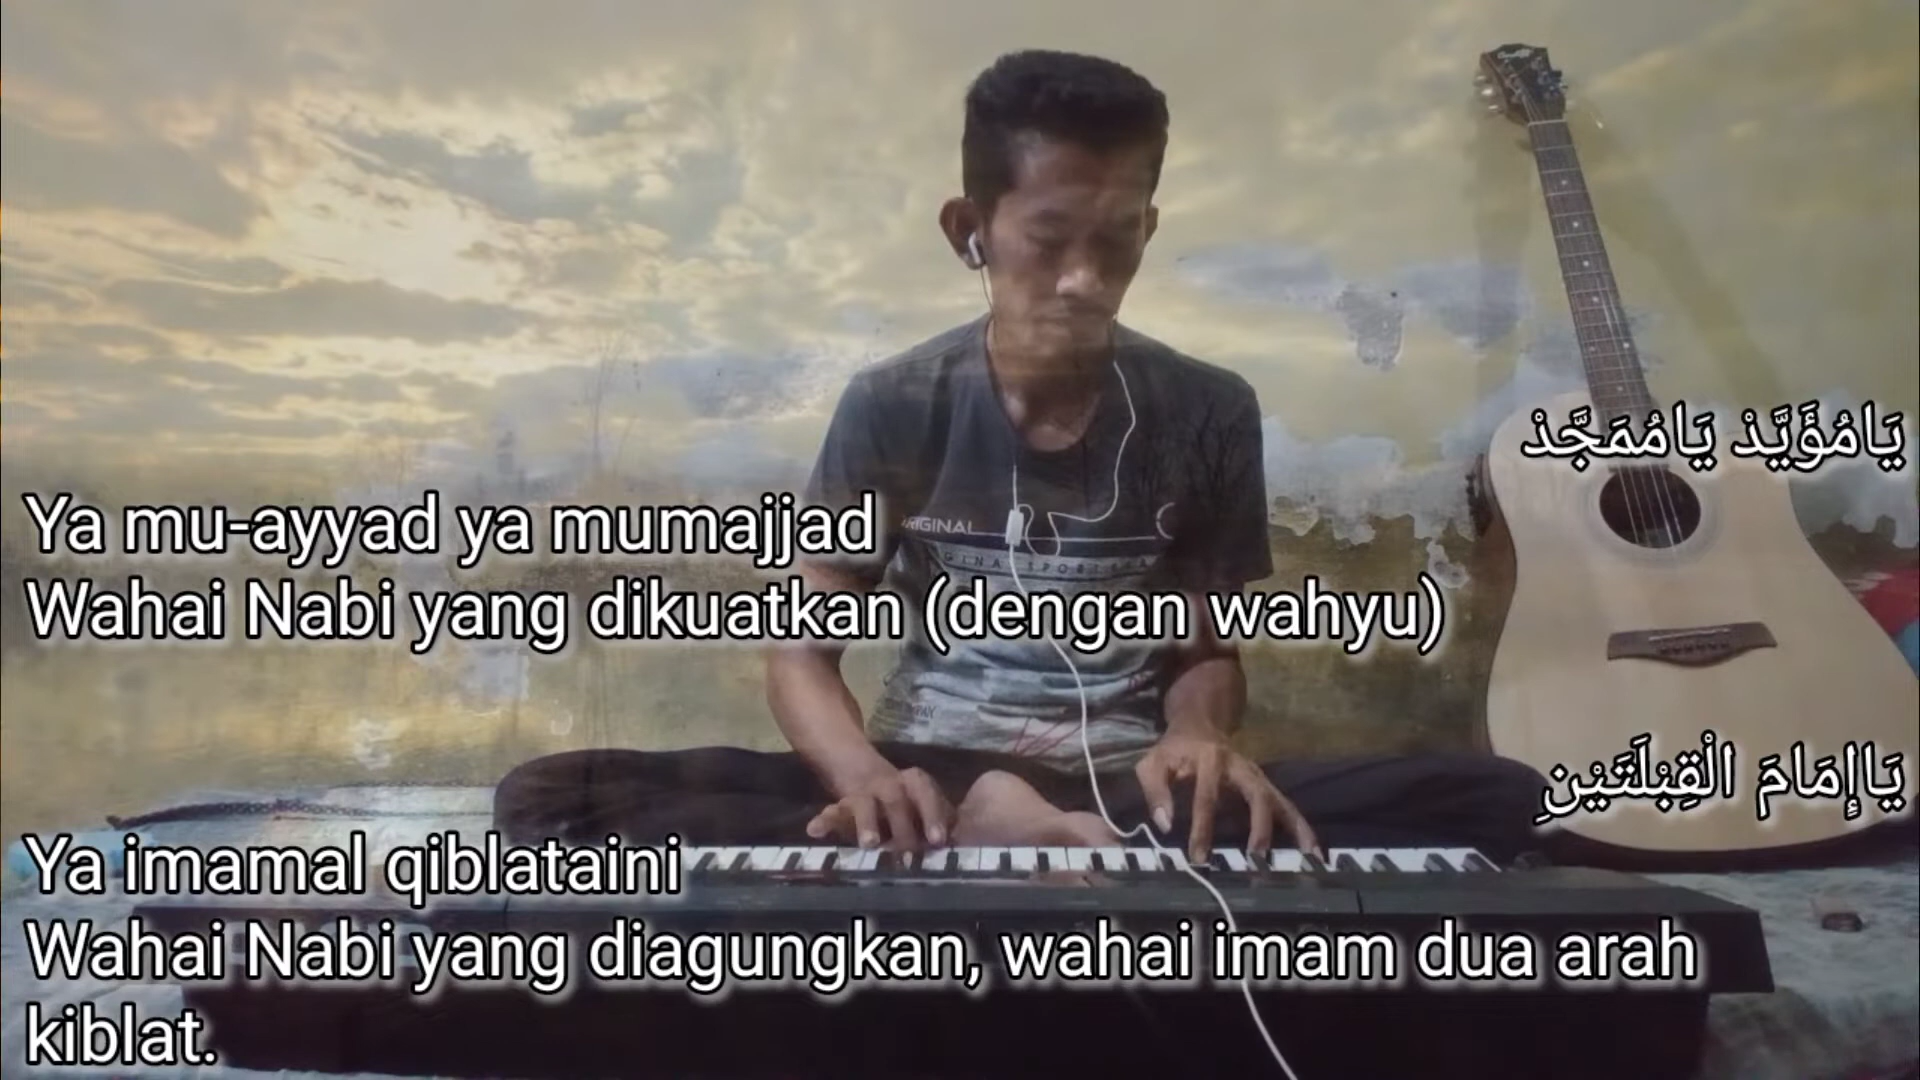 يَامُؤَيَّدْ يَامُمَجَّدْ
Ya mu-ayyad ya mumajjad
Wahai Nabi yang dikuatkan (dengan wahyu)
يَاإِمَامَ الْقِبْلَتَيْنِ
Ya imamal qiblataini
Wahai Nabi yang diagungkan, wahai imam dua arah
kiblat.